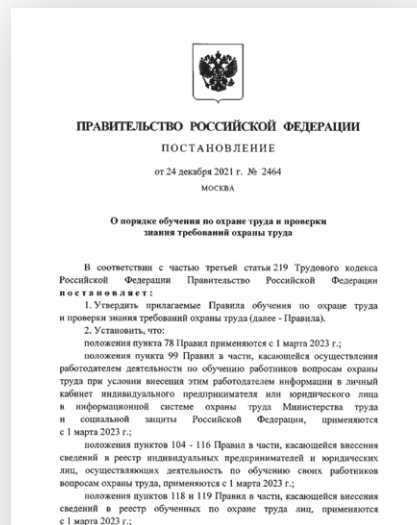 ПРАВИТЕЛЬСТВО РОССИЙСКОЙ ФЕДЕРАЦИИ
ПОСТАНОВЛЕНИЕ
от 24 декабря 2021 г. № 2464
МОСКВА
О порядке обучения по охране труда и проверки
знания требований охраны труда
В соответствии с частью третьей статьи 219 Трудового кодекса
Российской Федерации Правительство Российской Федерации
постановляет:
1. Утвердить прилагаемые Правила обучения по охране труда
и проверки знания требований охраны труда (далее - Правила).
2. Установить, что:
положения пункта 78 Правил применяются с 1 марта 2023 г.;
положения пункта 99 Правил в части, касающейся осуществления
работодателем деятельности по обучению работников вопросам охраны
труда при условии внесения этим работодателем информации в личный
кабинет индивидуального предпринимателя или юридического лица
в информационной системе охраны труда Министерства труда
и социальной защиты Российской Федерации, применяются
с 1 марта 2023 г.;
положения пунктов 104 - 116 Правил в части, касающейся внесения
сведений в реестр индивидуальных предпринимателей и юридических
лиц, осуществляющих деятельность по обучению своих работников
вопросам охраны труда, применяются с 1 марта 2023 г.;
положения пунктов 118 и 119 Правил в части, касающейся внесения
сведений в реестр обученных по охране труда лиц, применяются
с 1 марта 2023 г.;